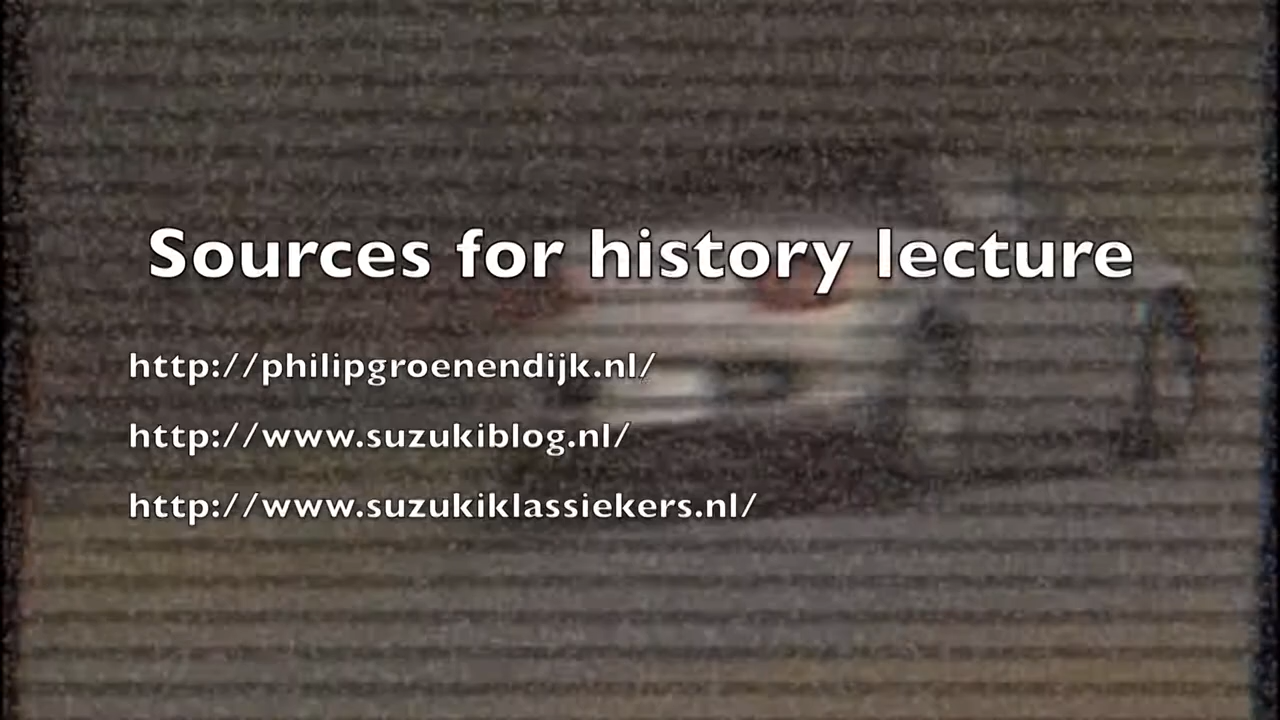 Sources for history lecture
http://philipgroenendijk.nl/
http://www.suzukiblog.nl/
http://www.suzukiklassiekers.nl/